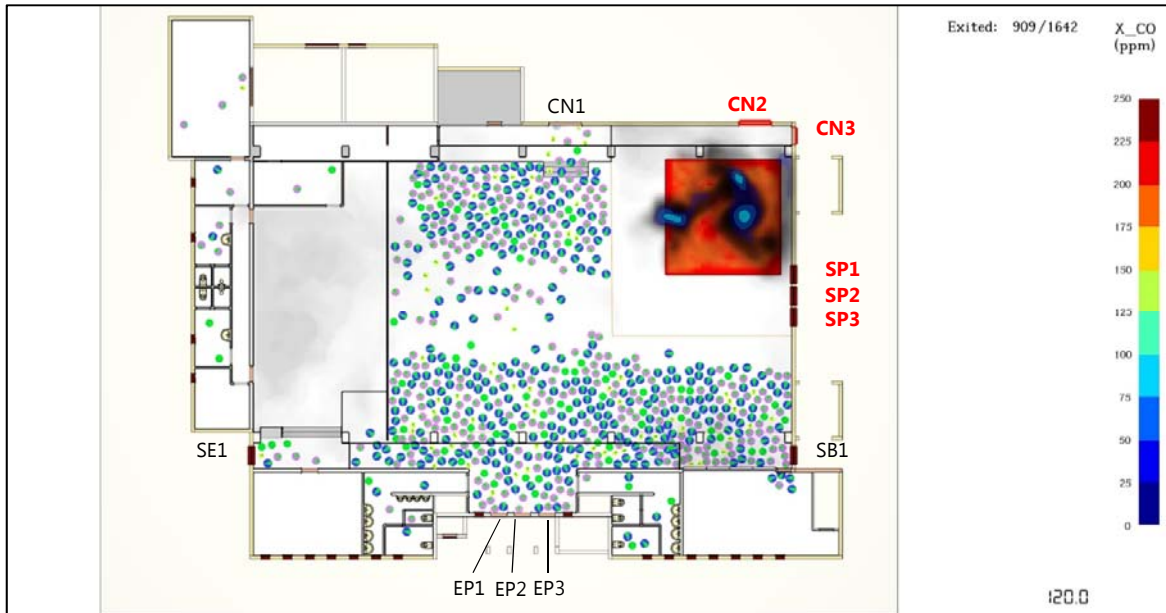 Exited: 909/1642
X_CO
(ppm)
250
225
200
175
150
125
100
75
50
25
0
CN1
CN2
CN3
SP1
SP2
SP3
SE1
SB1
EP1 EP2 EP3
120.0